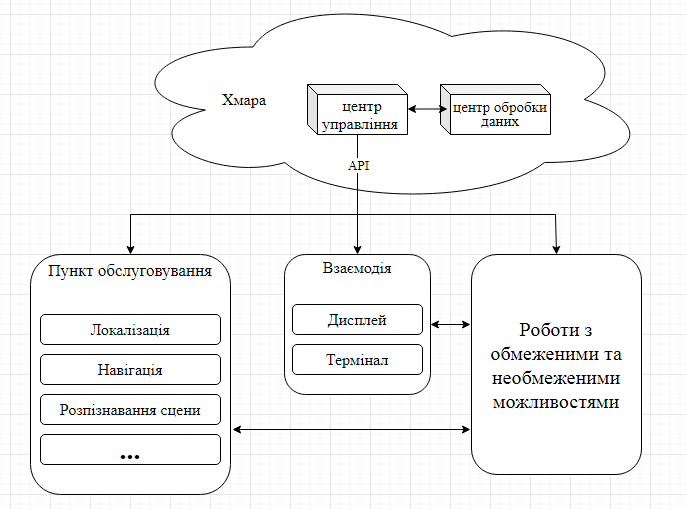 Хмара
центр
управління
центр обробки
даних
API
Пункт обслуговування
Локалізація
Навігація
Розпізнавання сцени
...
Взаємодія
Дисплей
Термінал
Роботи з
обмеженими та
необмеженими
можливостями